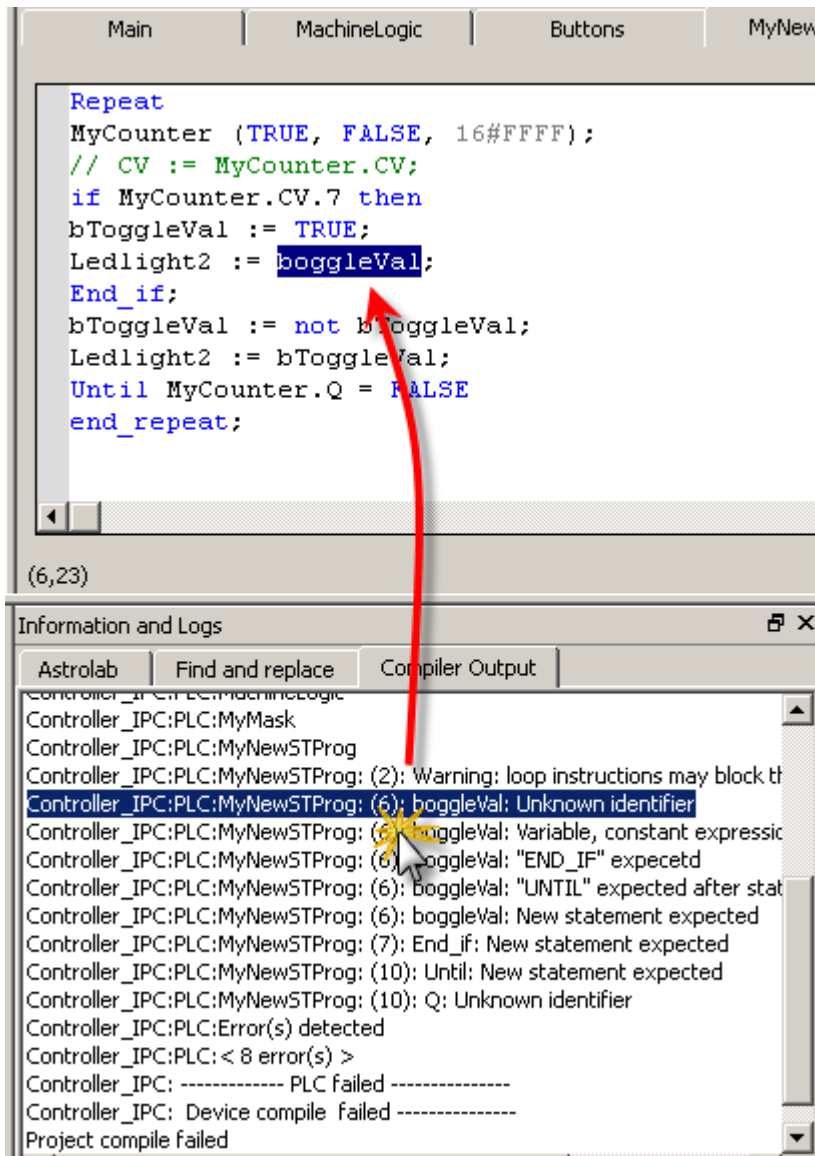 Main MachineLogic Buttons MyNew
Repeat
MyCounter (TRUE, FALSE, 16#FFFF);
// CV := MyCounter.CV;
if MyCounter.CV.7 then
bToggleVal := TRUE;
Ledlight2 := boggleVal;
End_if;
bToggleVal := not bToggleVal;
Ledlight2 := bToggleVal;
Until MyCounter.Q = FALSE
end_repeat;
(6,23)
Information and Logs
Astrolab Find and replace Compiler Output
Controller_IPC:PLC:MachineLogic
Controller_IPC:PLC:MyMask
Controller_IPC:PLC:MyNewSTProg
Controller_IPC:PLC:MyNewSTProg: (2): Warning: loop instructions may block th
Controller_IPC:PLC:MyNewSTProg: (6): boggleVal: Unknown identifier
Controller_IPC:PLC:MyNewSTProg: (6): boggleVal: Variable, constant expressic
Controller_IPC:PLC:MyNewSTProg: (6): boggleVal: "END_IF" expecetd
Controller_IPC:PLC:MyNewSTProg: (6): boggleVal: "UNTIL" expected after stat
Controller_IPC:PLC:MyNewSTProg: (6): boggleVal: New statement expected
Controller_IPC:PLC:MyNewSTProg: (7): End_if: New statement expected
Controller_IPC:PLC:MyNewSTProg: (10): Until: New statement expected
Controller_IPC:PLC:MyNewSTProg: (10): Q: Unknown identifier
Controller_IPC:PLC:Error(s) detected
Controller_IPC:PLC:< 8 error(s) >
Controller_IPC: ------------- PLC failed ---------------
Controller_IPC: Device compile failed ---------------
Project compile failed